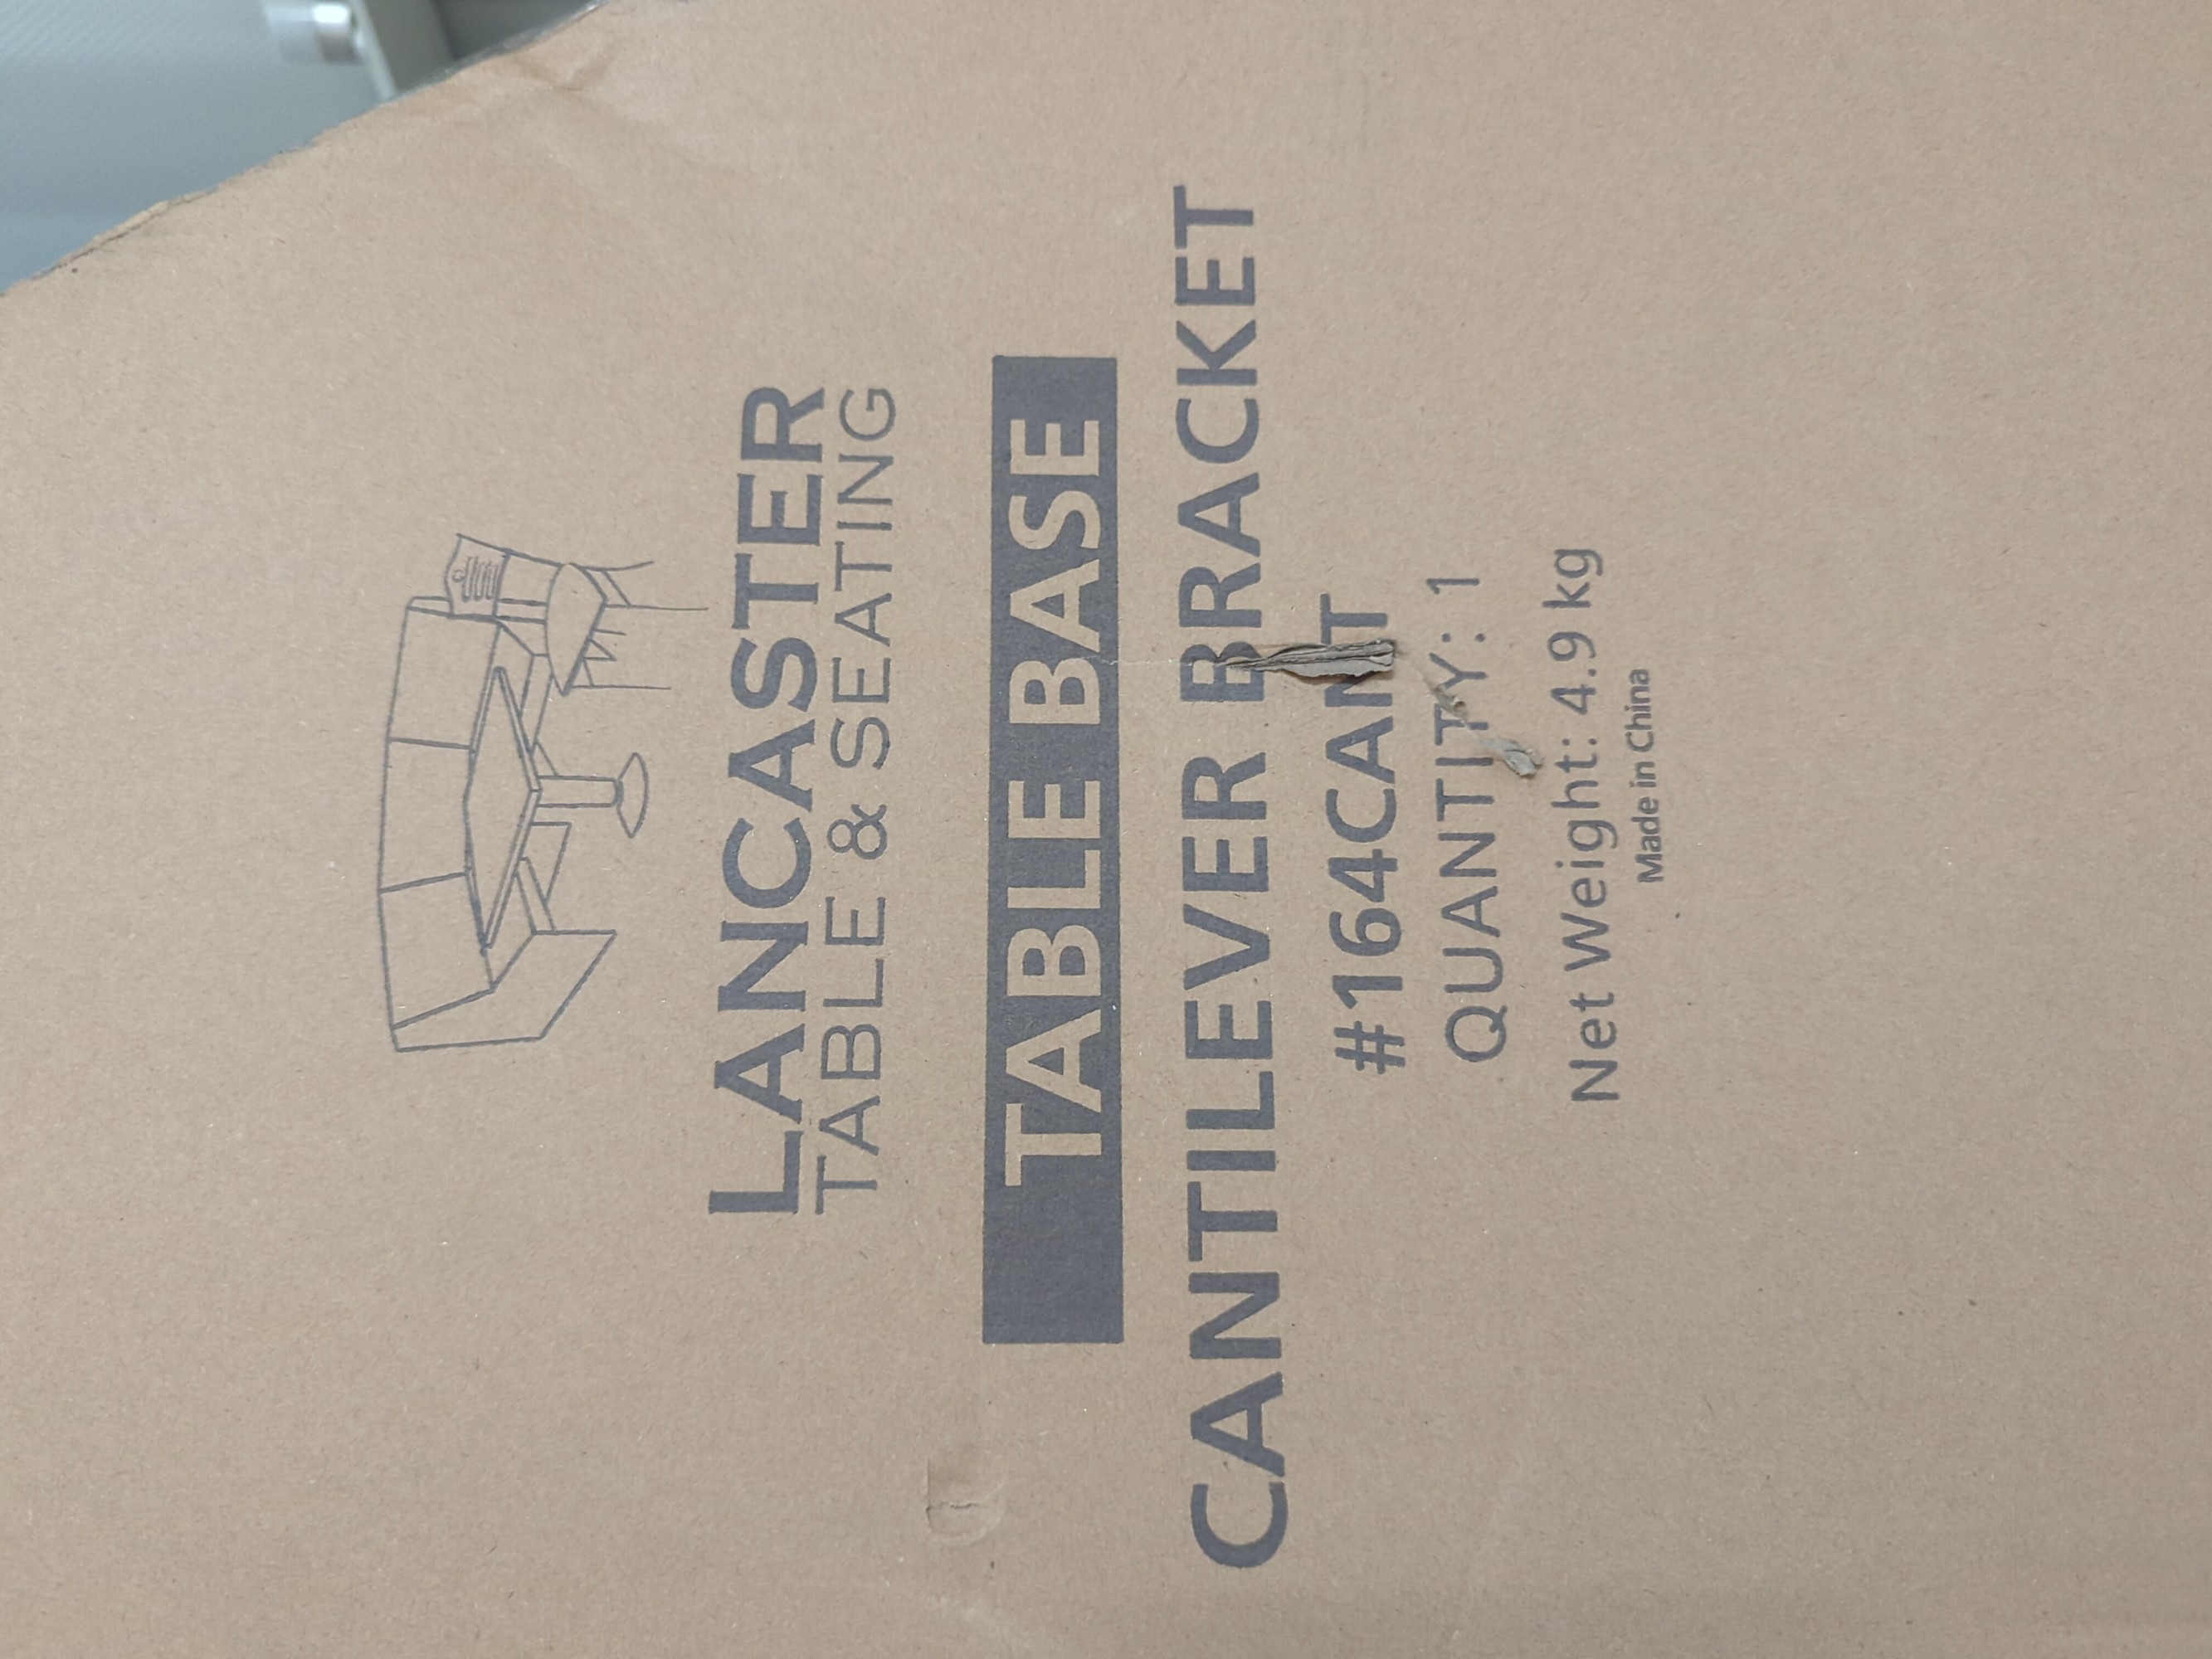 LANCASTER
TABLE & SEATING
TABLE BASE
CANTILEVER BRACKET
#164CANT
QUANTITY: 1
Net Weight: 4.9 kg
Made in China